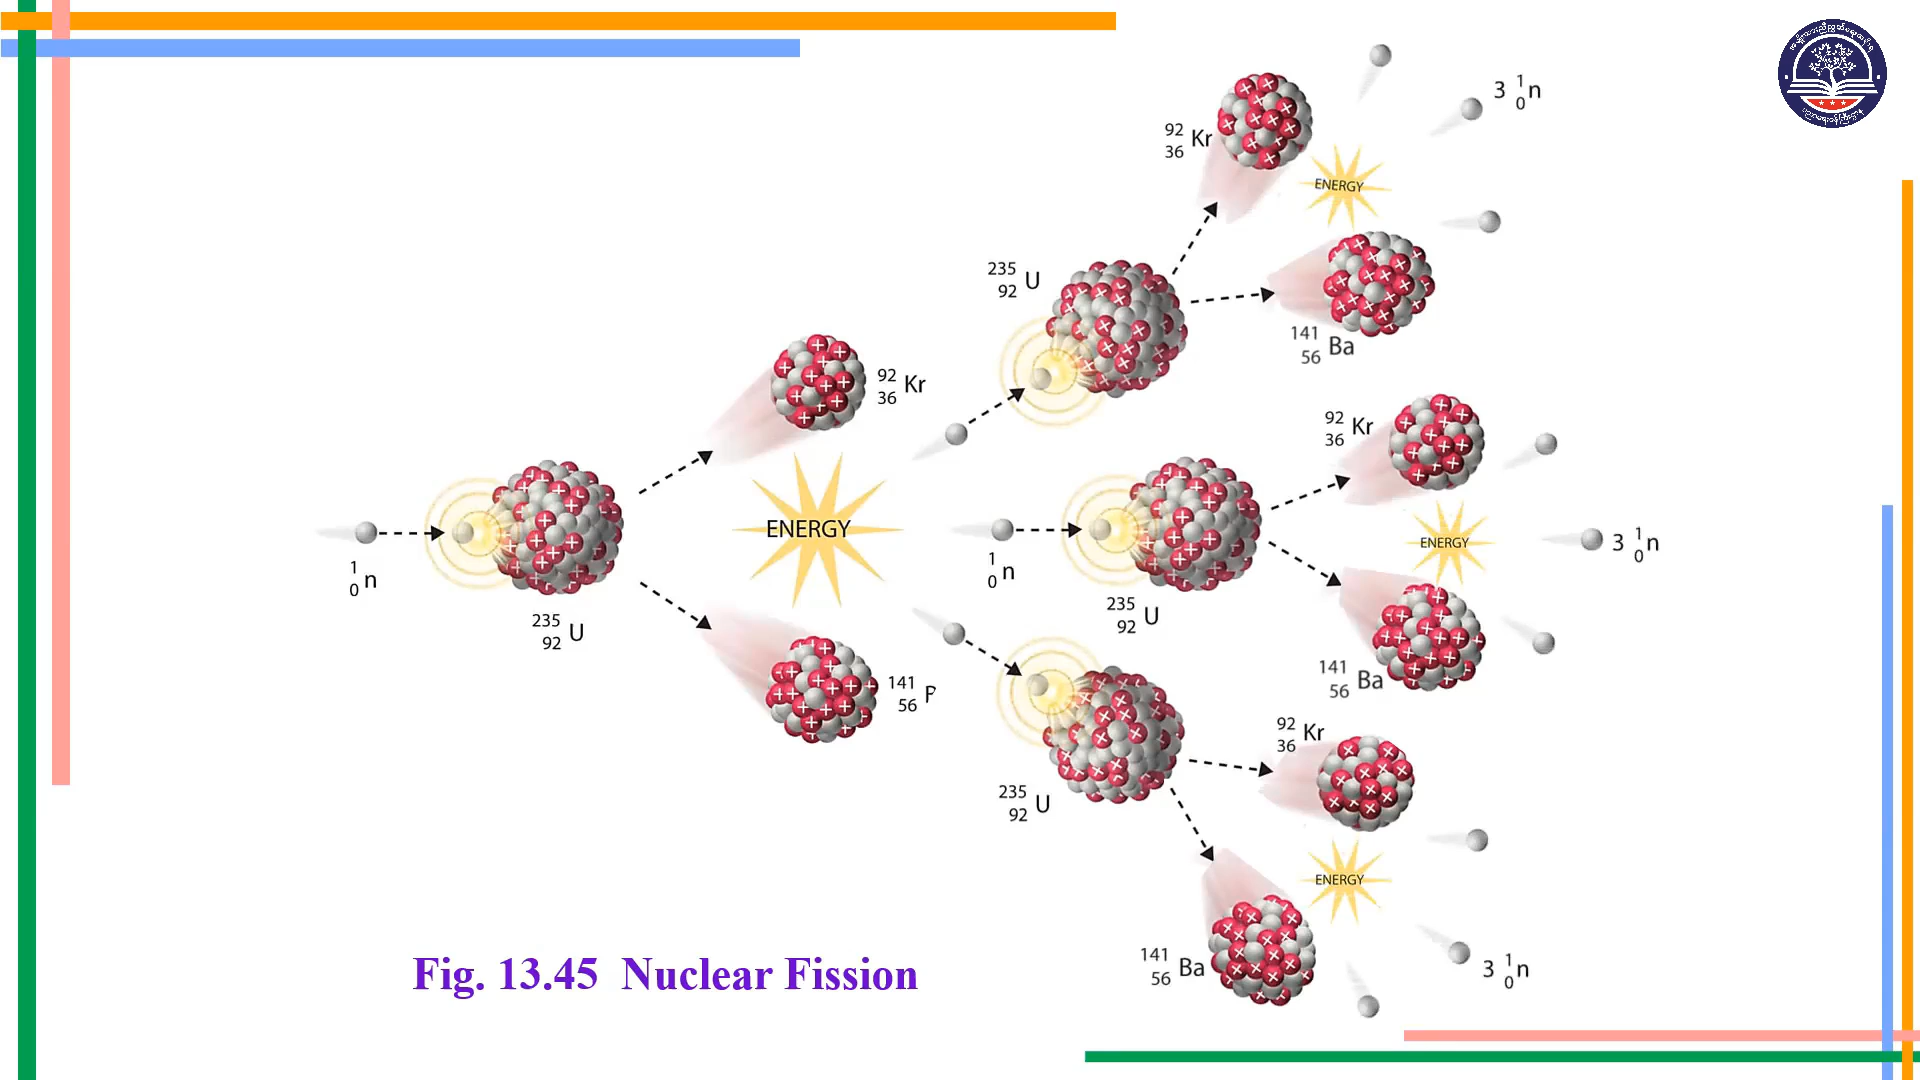 3 1 0 n
92 36 Kr
ENERGY
235 92 U
141 56 Ba
92 36 Kr
92 36 Kr
ENERGY
1 0 n
235 92 U
141 56
1 0 n
235 92 U
ENERGY
3 1 0 n
141 56 Ba
92 36 Kr
235 92 U
ENERGY
141 56 Ba
3 1 0 n
Fig. 13.45 Nuclear Fission